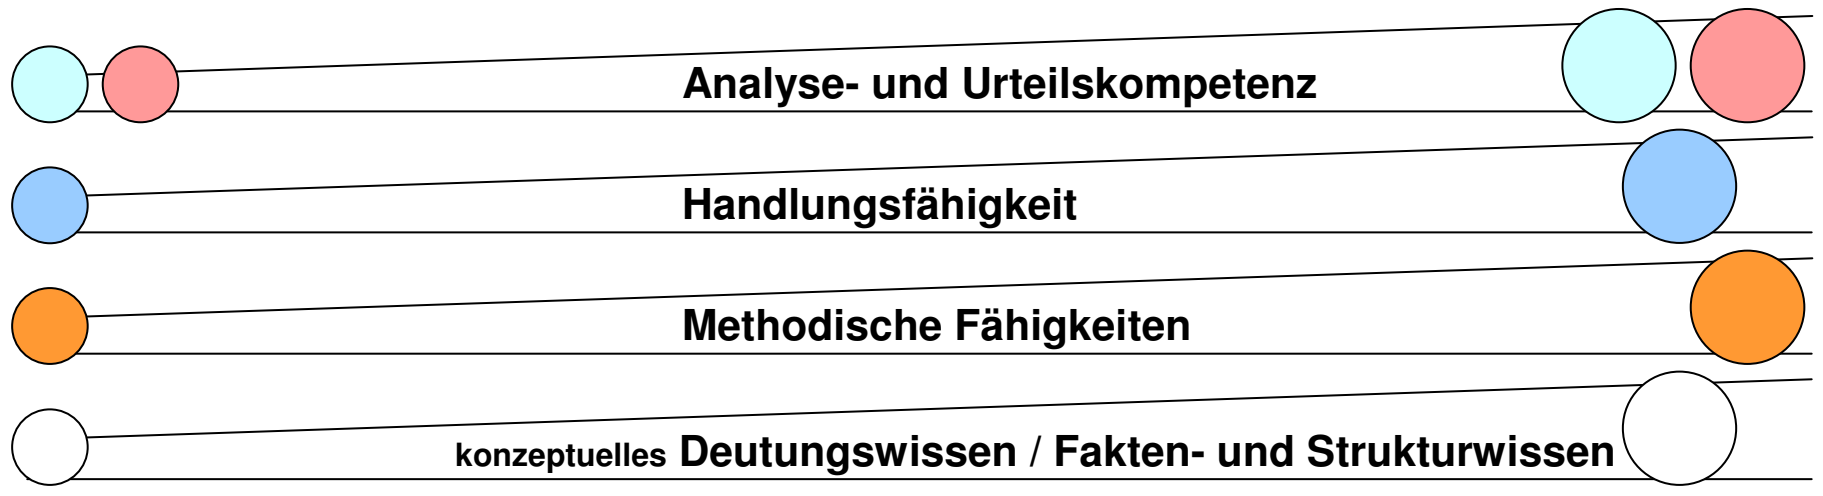 Analyse- und Urteilskompetenz
Handlungsfähigkeit
Methodische Fähigkeiten
konzeptuelles Deutungswissen / Fakten- und Strukturwissen